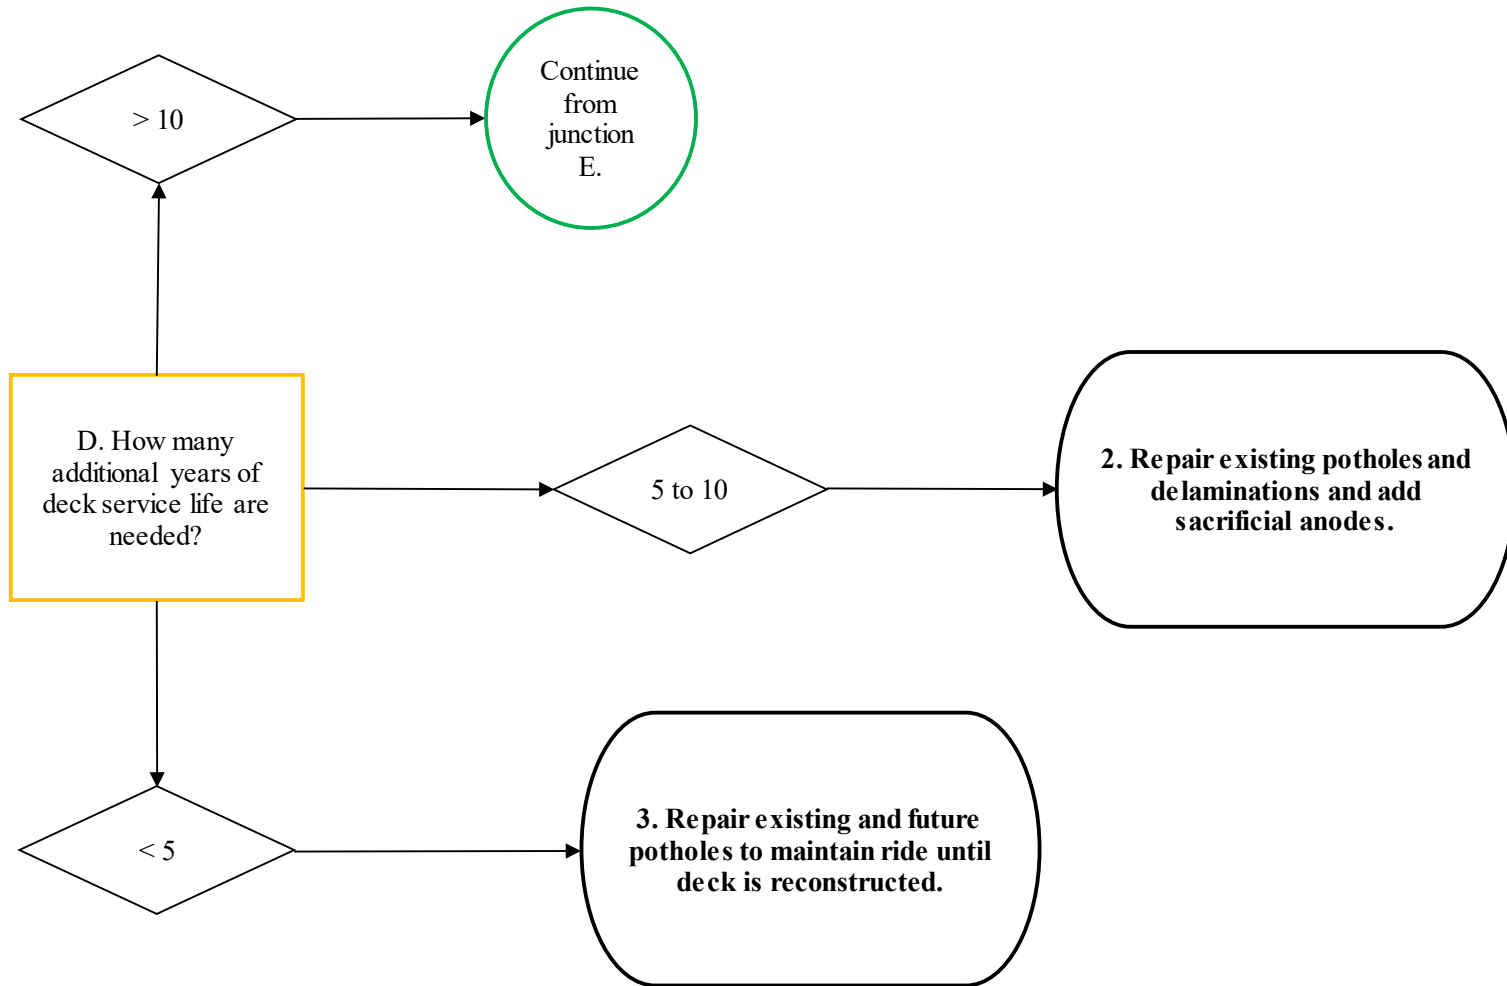 > 10
Continue
from
junction
E.
D. How many
additional years of
deck service life are
needed?
5 to 10
2. Repair existing potholes and
delaminations and add
sacrificial anodes.
< 5
3. Repair existing and future
potholes to maintain ride until
deck is reconstructed.